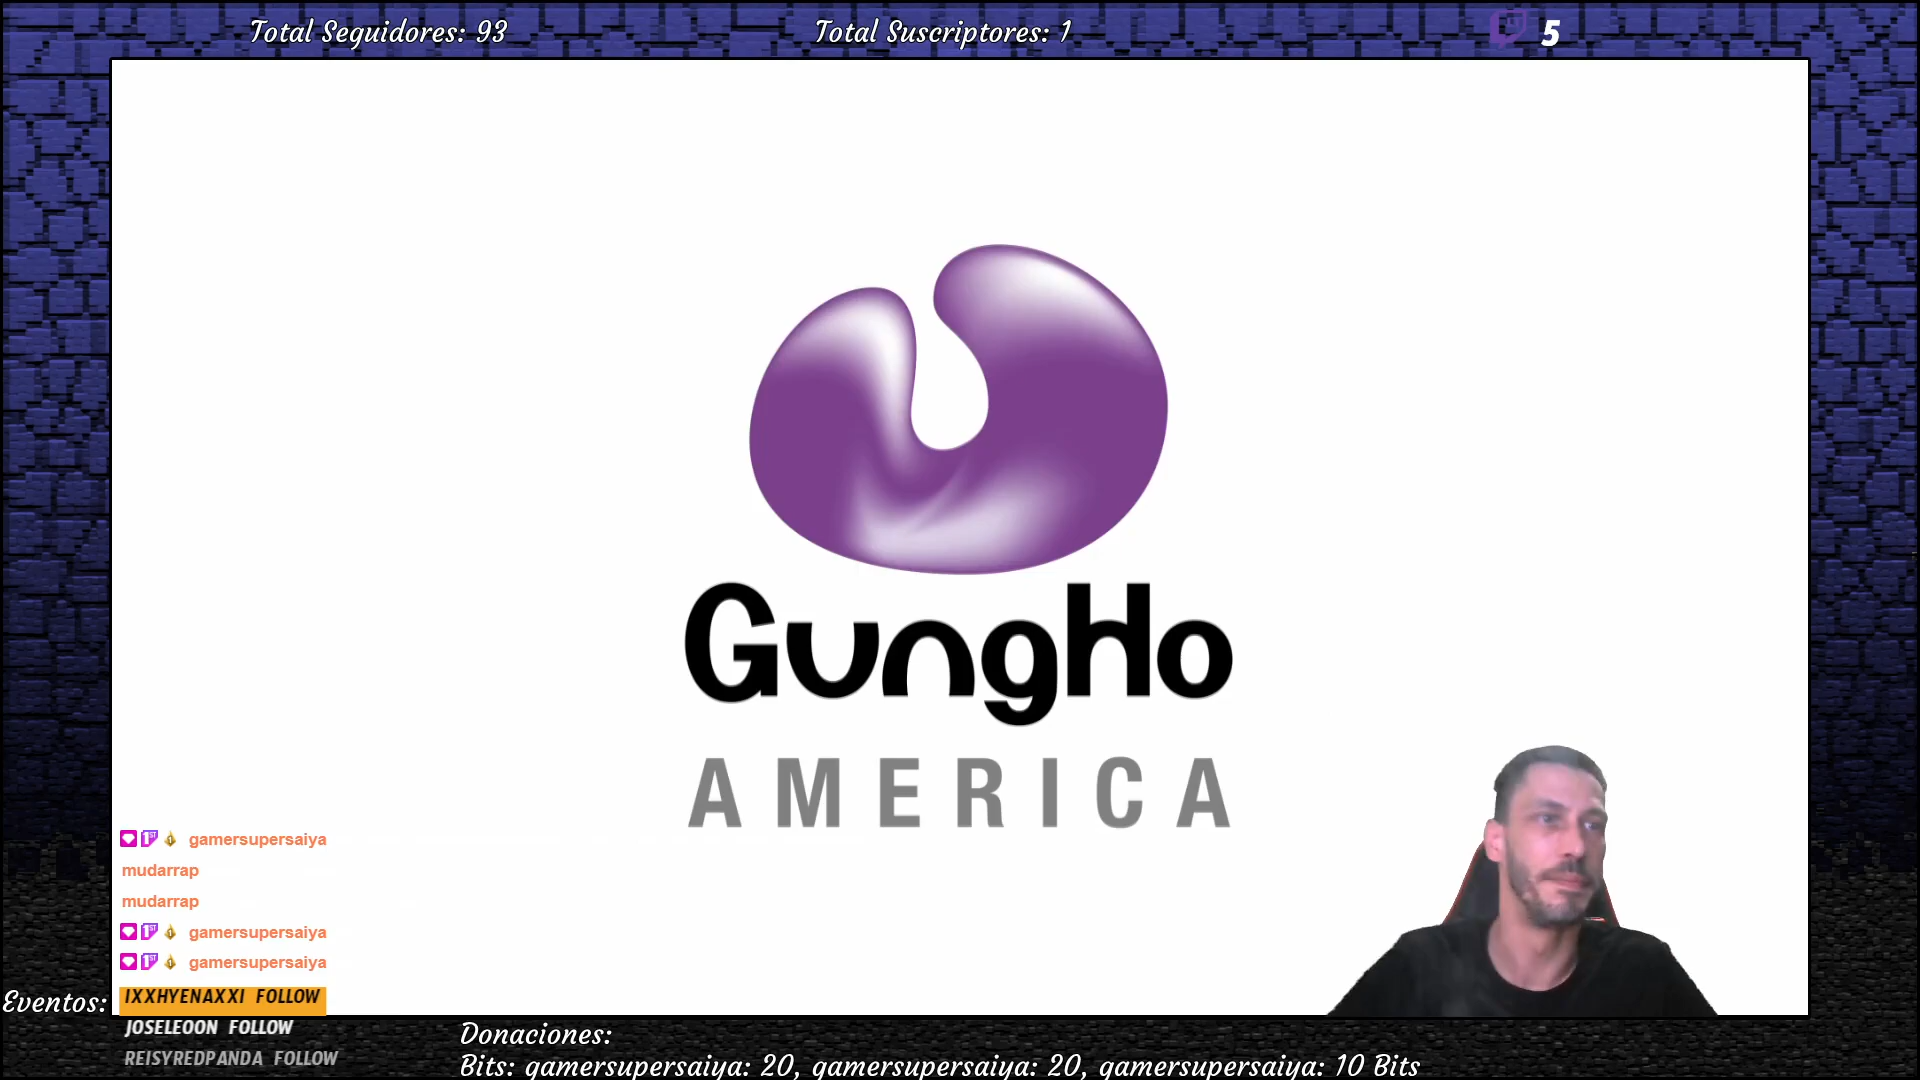 Total Seguidores: 93
Total Suscriptores: 1
5
GungHo
AMERICA
gamersupersaiya
mudarrap
mudarrap
gamersupersaiya
gamersupersaiya
Eventos:
IXXHYENAXXI FOLLOW
JOSELEOON FOLLOW
REISYREDPANDA FOLLOW
Donaciones:
Bits: gamersupersaiya: 20, gamersupersaiya: 20, gamersupersaiya: 10 Bits